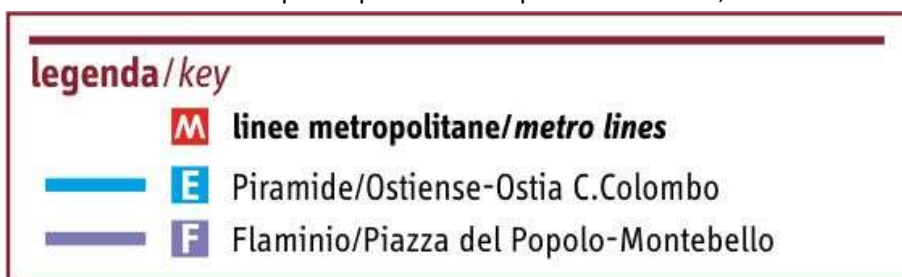 legenda/key
M linee metropolitane/metro lines
E Piramide/Ostiense-Ostia C.Colombo
F Flaminio/Piazza del Popolo-Montebello